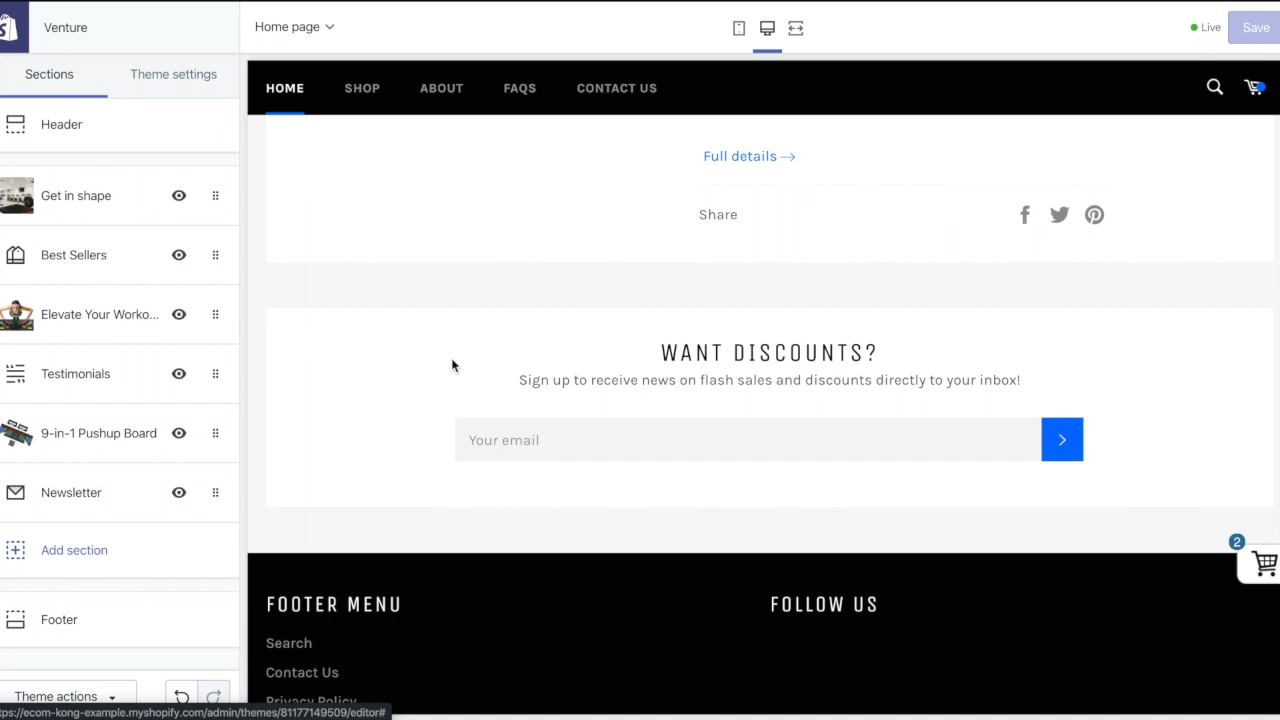 Venture
Home page
Live
Save
Sections
Theme settings
Header
Get in shape
Best Sellers
Elevate Your Worko...
Testimonials
9-in-1 Pushup Board
Newsletter
Add section
Footer
Theme actions
tps://ecom-kong-example.myshopify.com/admin/themes/81177149509/editor#
HOME
SHOP
ABOUT
FAQS
CONTACT US
Full details →
Share
WANT DISCOUNTS?
Sign up to receive news on flash sales and discounts directly to your inbox!
Your email
2
FOOTER MENU
FOLLOW US
Search
Contact Us
Privacy Policy